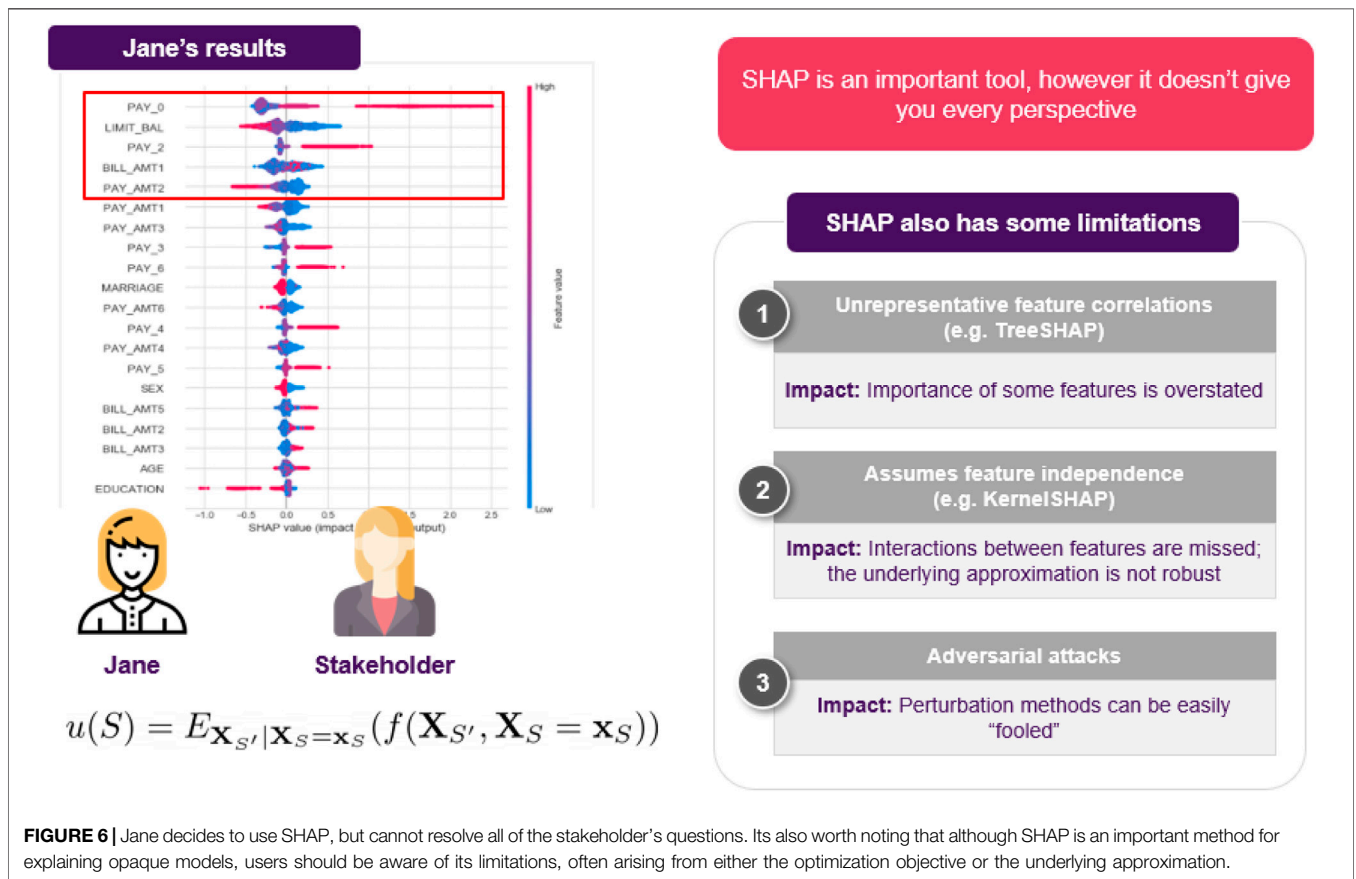 Jane's results
High
PAY_0
LIMIT_BAL
PAY_2
BILL_AMT1
PAY_AMT2
PAY_AMT1
PAY_AMT3
PAY_3
PAY_6
MARRIAGE
PAY_AMT6
PAY_4
PAY_AMT4
PAY_5
SEX
BILL_AMT5
BILL_AMT2
BILL_AMT3
AGE
EDUCATION
Feature value
Low
−1.0 −0.5 0.0 0.5 2.0 2.5
SHAP value (impact output)
Jane
Stakeholder
u(S) = E_{X_{S′}|X_S=x_S}(f(X_{S′}, X_S = x_S))
SHAP is an important tool, however it doesn't give
you every perspective
SHAP also has some limitations
1
Unrepresentative feature correlations
(e.g. TreeSHAP)
Impact: Importance of some features is overstated
2
Assumes feature independence
(e.g. KernelSHAP)
Impact: Interactions between features are missed;
the underlying approximation is not robust
3
Adversarial attacks
Impact: Perturbation methods can be easily
"fooled"
FIGURE 6 | Jane decides to use SHAP, but cannot resolve all of the stakeholder's questions. Its also worth noting that although SHAP is an important method for
explaining opaque models, users should be aware of its limitations, often arising from either the optimization objective or the underlying approximation.